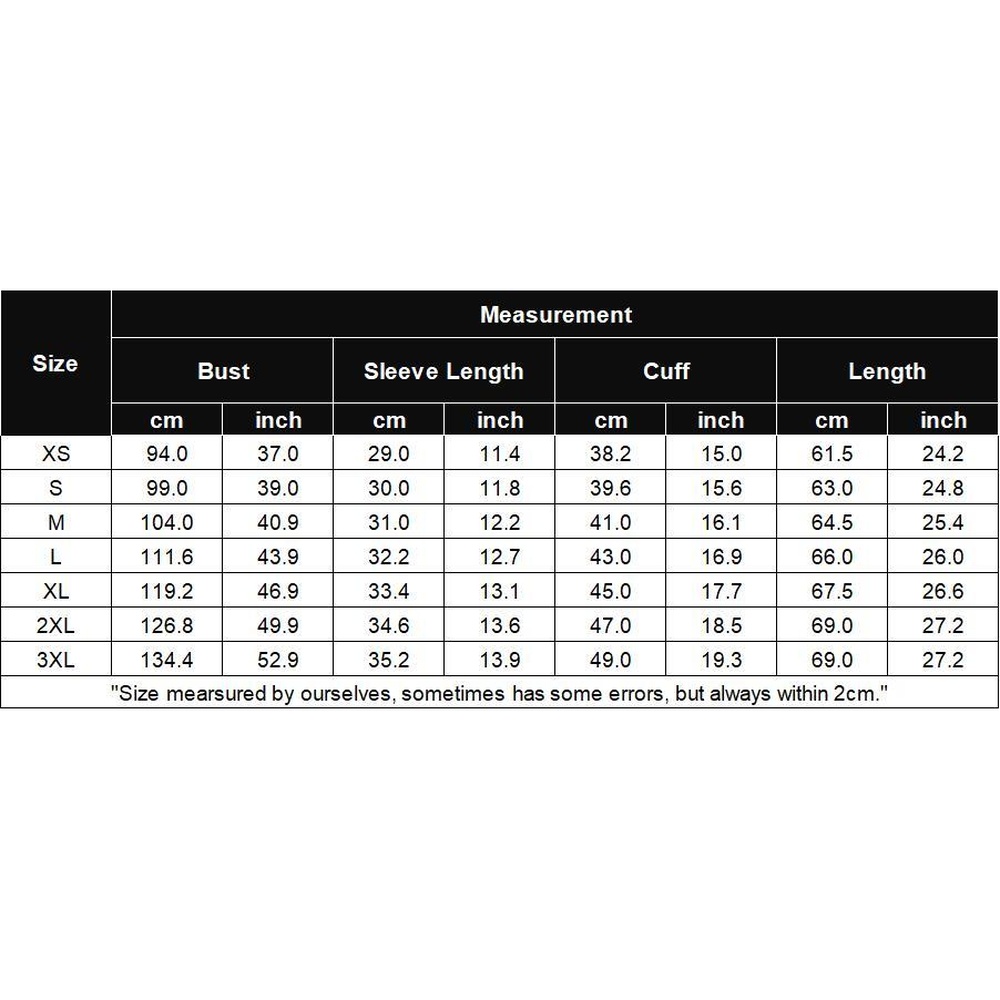 Size Measurement
Bust Sleeve Length Cuff Length
cm inch cm inch cm inch cm inch
XS 94.0 37.0 29.0 11.4 38.2 15.0 61.5 24.2
S 99.0 39.0 30.0 11.8 39.6 15.6 63.0 24.8
M 104.0 40.9 31.0 12.2 41.0 16.1 64.5 25.4
L 111.6 43.9 32.2 12.7 43.0 16.9 66.0 26.0
XL 119.2 46.9 33.4 13.1 45.0 17.7 67.5 26.6
2XL 126.8 49.9 34.6 13.6 47.0 18.5 69.0 27.2
3XL 134.4 52.9 35.2 13.9 49.0 19.3 69.0 27.2
"Size mearsured by ourselves, sometimes has some errors, but always within 2cm."